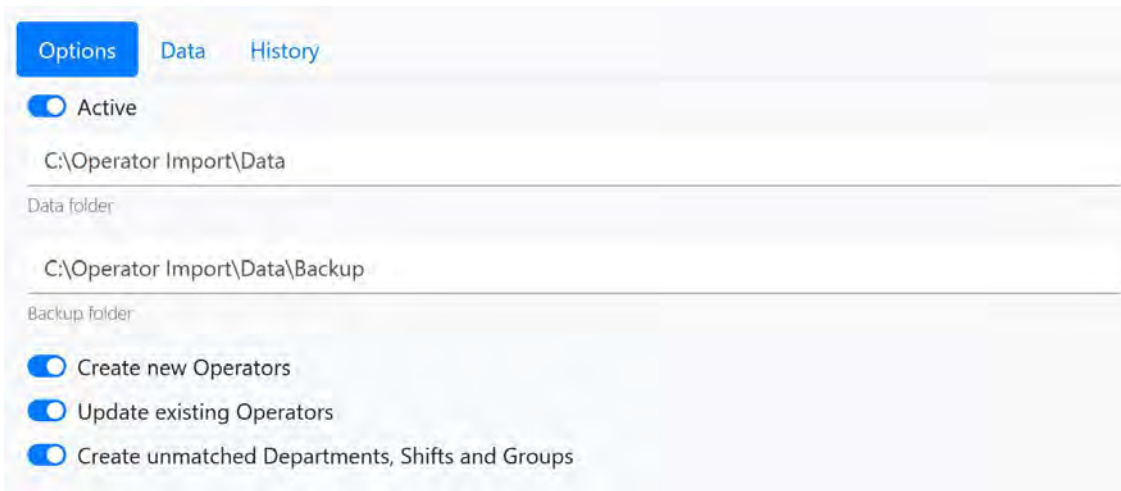 Options Data History
Active
C:\Operator Import\Data
Data folder
C:\Operator Import\Data\Backup
Backup folder
Create new Operators
Update existing Operators
Create unmatched Departments, Shifts and Groups